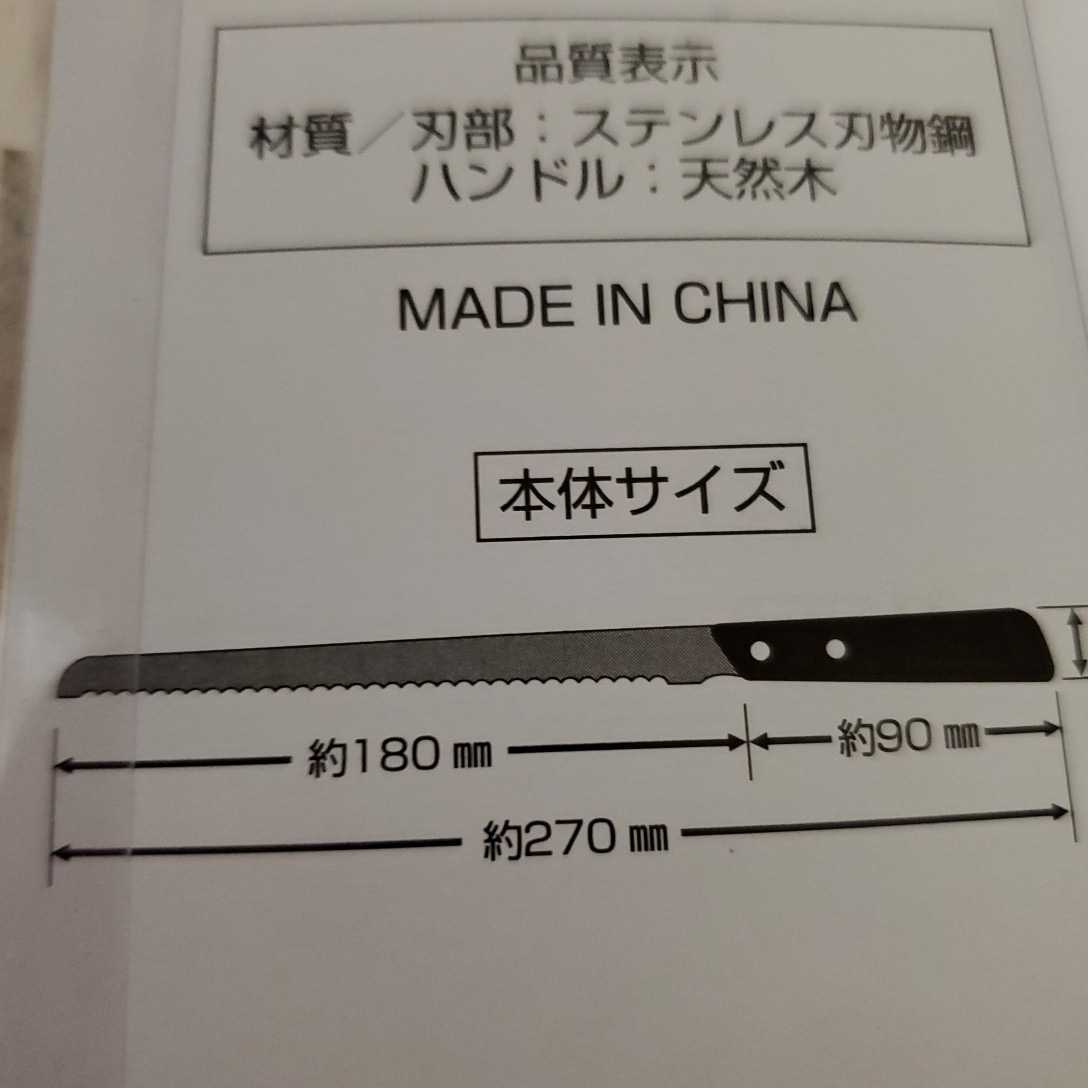 品質表示
材質/刃部:ステンレス刃物鋼
ハンドル:天然木
MADE IN CHINA
本体サイズ
約180㎜
約90㎜
約270㎜